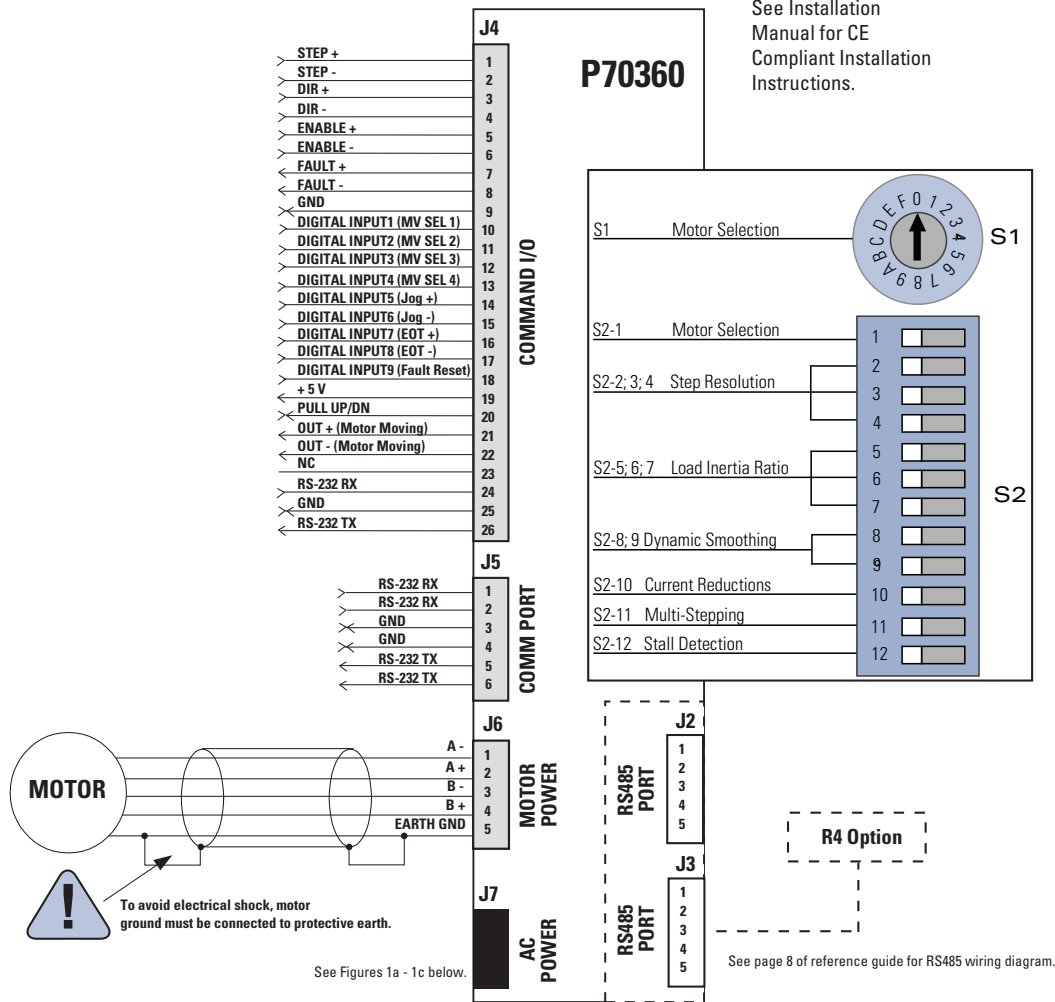 See Installation
Manual for CE
Compliant Installation
Instructions.
P70360
J4
STEP + 1
STEP - 2
DIR + 3
DIR - 4
ENABLE + 5
ENABLE - 6
FAULT + 7
FAULT - 8
GND 9
DIGITAL INPUT1 (MV SEL 1) 10
DIGITAL INPUT2 (MV SEL 2) 11
DIGITAL INPUT3 (MV SEL 3) 12
DIGITAL INPUT4 (MV SEL 4) 13
DIGITAL INPUT5 (Jog +) 14
DIGITAL INPUT6 (Jog -) 15
DIGITAL INPUT7 (EOT +) 16
DIGITAL INPUT8 (EOT -) 17
DIGITAL INPUT9 (Fault Reset) 18
+ 5 V 19
PULL UP/DN 20
OUT + (Motor Moving) 21
OUT - (Motor Moving) 22
NC 23
RS-232 RX 24
GND 25
RS-232 TX 26
COMMAND I/O
S1 Motor Selection
0 1 2 3 4 5 6 7 8 9 A B C D E F
S1
S2-1 Motor Selection
S2-2; 3; 4 Step Resolution
S2-5; 6; 7 Load Inertia Ratio
S2-8; 9 Dynamic Smoothing
S2-10 Current Reductions
S2-11 Multi-Stepping
S2-12 Stall Detection
1
2
3
4
5
6
7
8
9
10
11
12
S2
J5
RS-232 RX 1
RS-232 RX 2
GND 3
GND 4
RS-232 TX 5
RS-232 TX 6
COMM PORT
J6
A - 1
A + 2
B - 3
B + 4
EARTH GND 5
MOTOR
POWER
MOTOR
!
To avoid electrical shock, motor
ground must be connected to protective earth.
J7
AC
POWER
See Figures 1a - 1c below.
J2
1
2
3
4
5
RS485
PORT
J3
1
2
3
4
5
RS485
PORT
R4 Option
See page 8 of reference guide for RS485 wiring diagram.